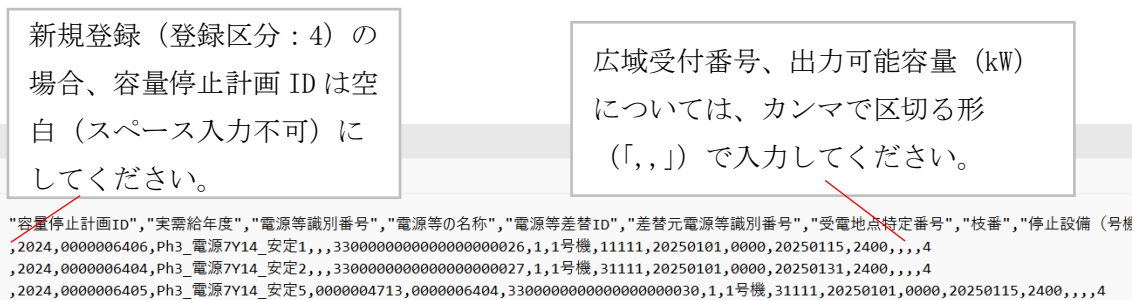 新規登録（登録区分：4）の
場合、容量停止計画 ID は空
白（スペース入力不可）に
してください。
広域受付番号、出力可能容量（kW）
については、カンマで区切る形
（「,,」）で入力してください。
"容量停止計画ID","実需給年度","電源等識別番号","電源等の名称","電源等差替ID","差替元電源等識別番号","受電地点特定番号","枝番","停止設備（号機
,2024,0000006406,Ph3_電源7Y14_安定1,,,3300000000000000000026,1,1号機,11111,20250101,0000,20250115,2400,,,,4
,2024,0000006404,Ph3_電源7Y14_安定2,,,3300000000000000000027,1,1号機,31111,20250101,0000,20250131,2400,,,,4
,2024,0000006405,Ph3_電源7Y14_安定5,0000004713,0000006404,3300000000000000000030,1,1号機,31111,20250101,0000,20250115,2400,,,,4